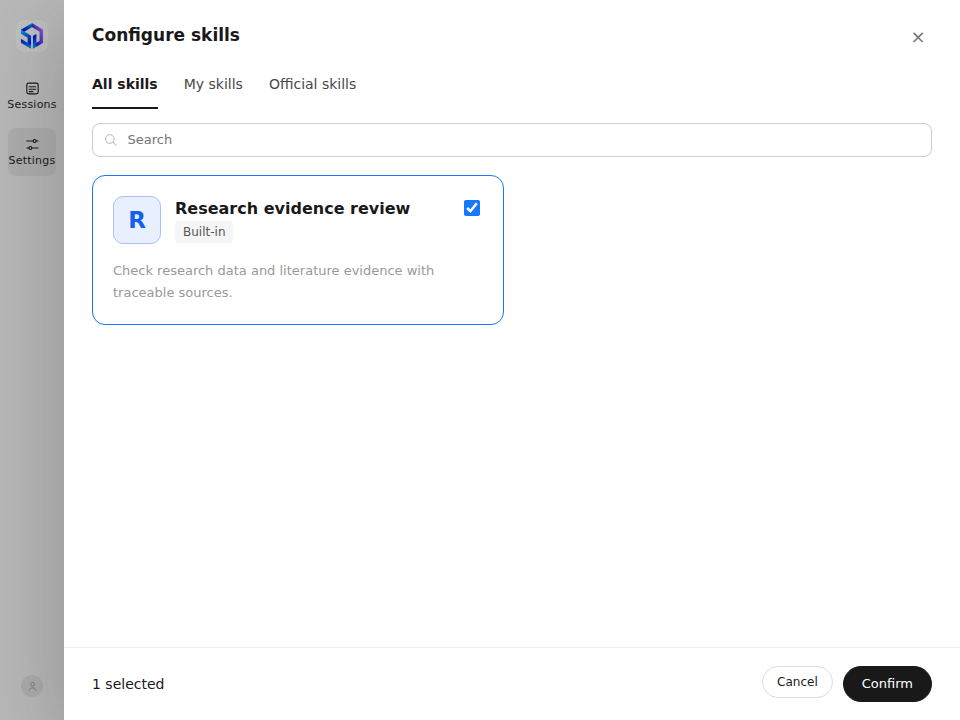 Configure skills
×
Sessions
Settings
All skills
My skills
Official skills
Search
R
Research evidence review
Built-in
Check research data and literature evidence with
traceable sources.
1 selected
Cancel
Confirm